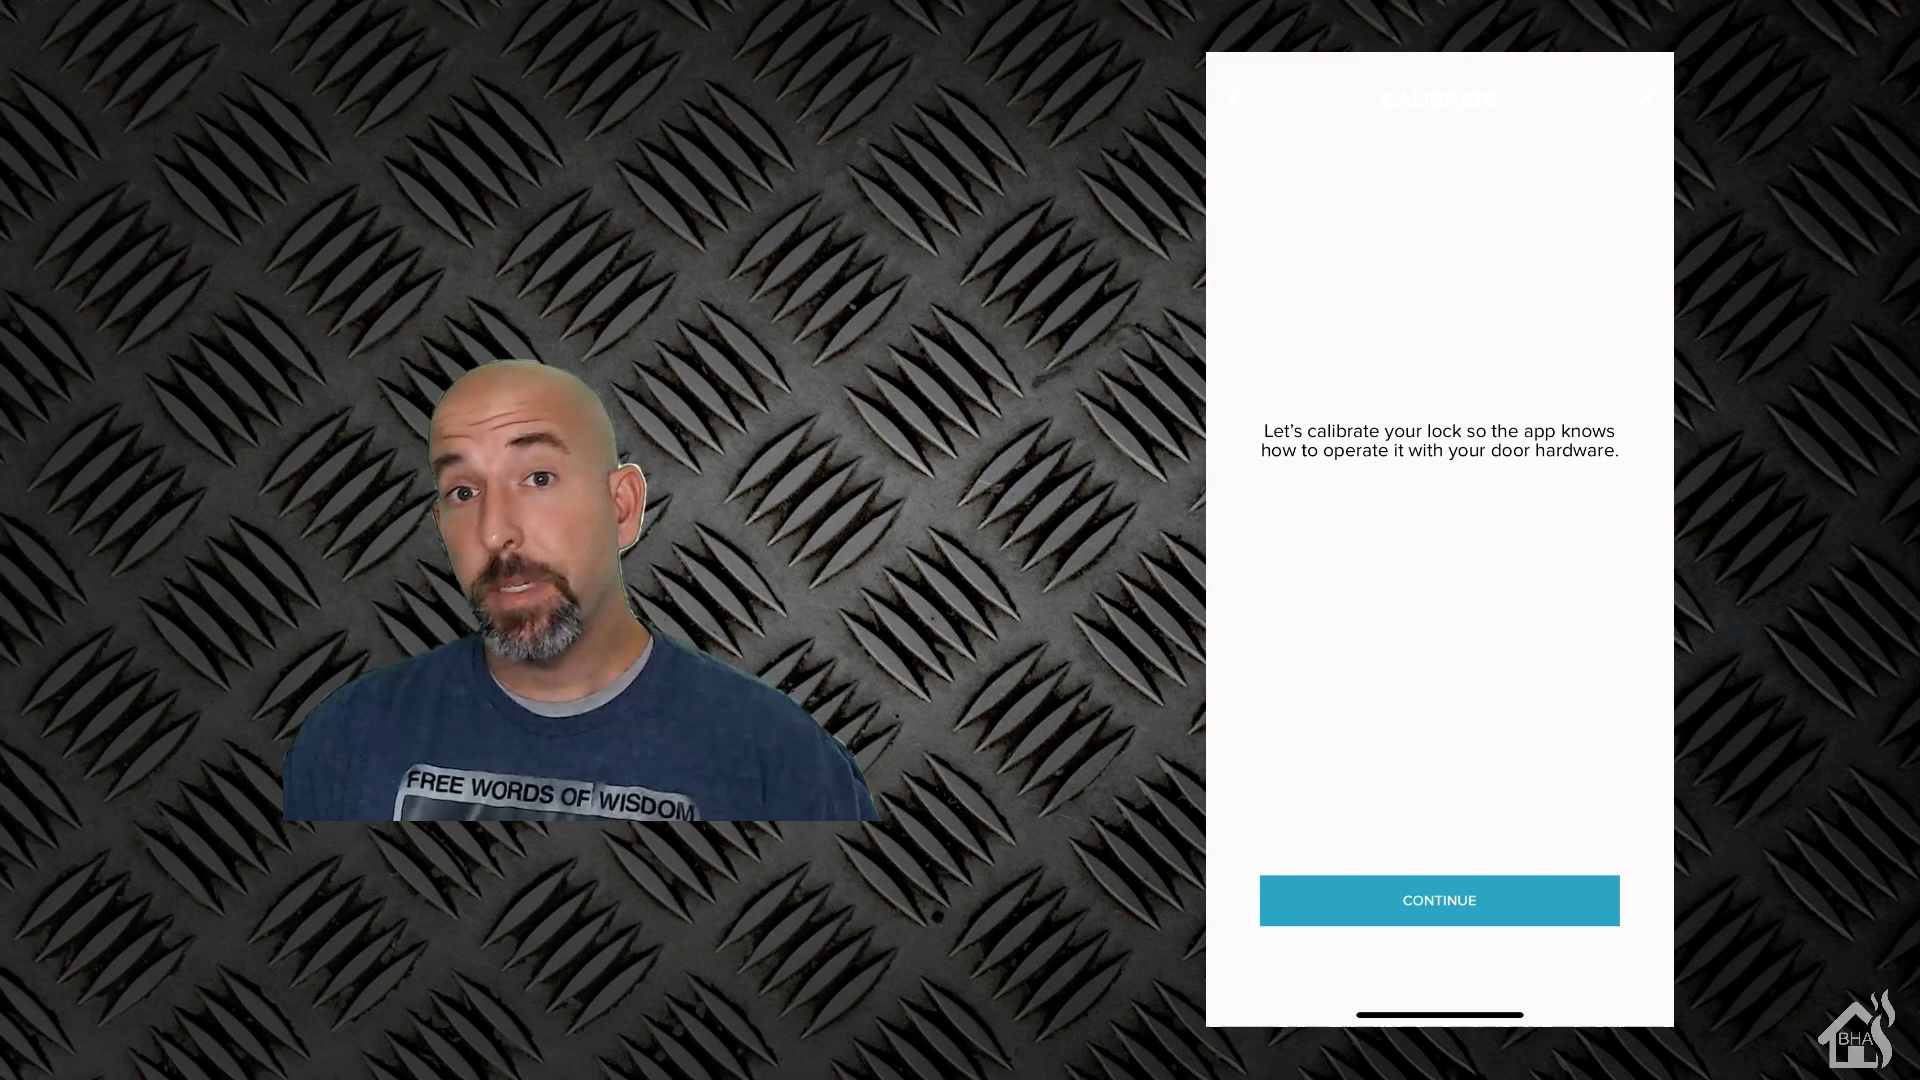 CALIBRATE
Let's calibrate your lock so the app knows
how to operate it with your door hardware.
CONTINUE
FREE WORDS OF WISDOM
BHA